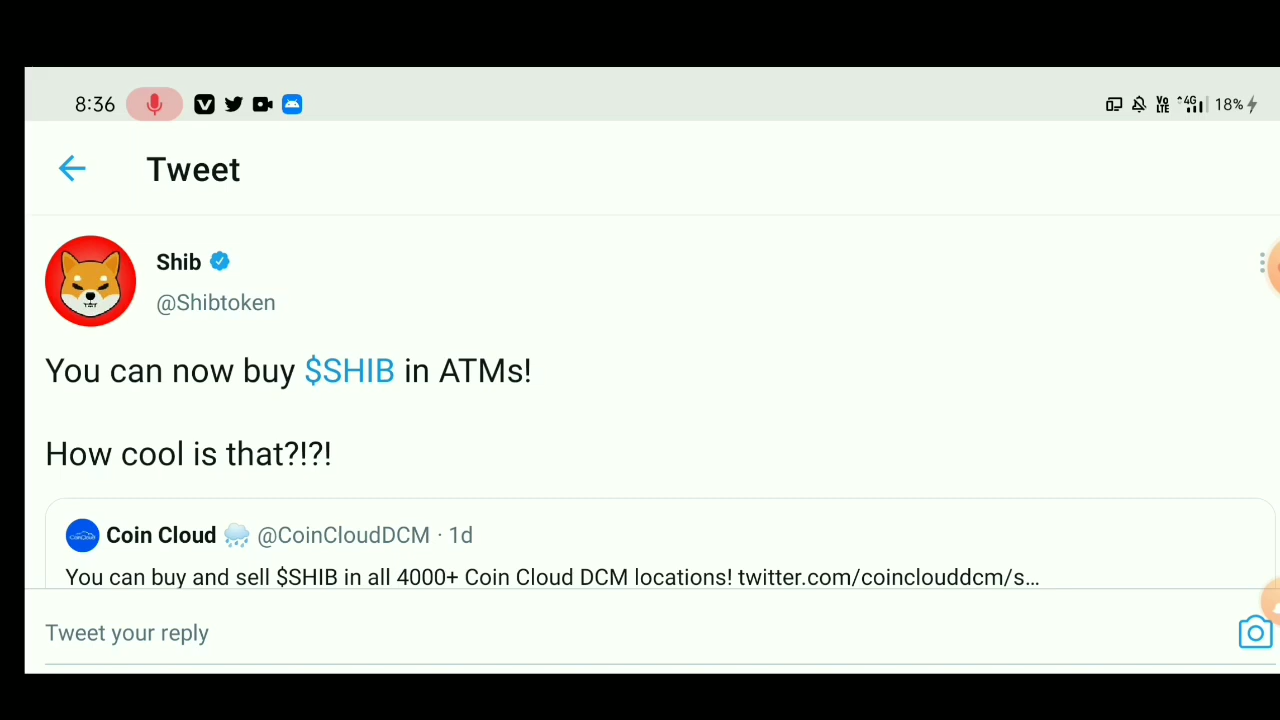 8:36 VoLTE 4G 18%
Tweet
Shib
@Shibtoken
You can now buy $SHIB in ATMs!
How cool is that?!?!
Coin Cloud 🌧️ @CoinCloudDCM · 1d
You can buy and sell $SHIB in all 4000+ Coin Cloud DCM locations! twitter.com/coinclouddcm/s...
Tweet your reply